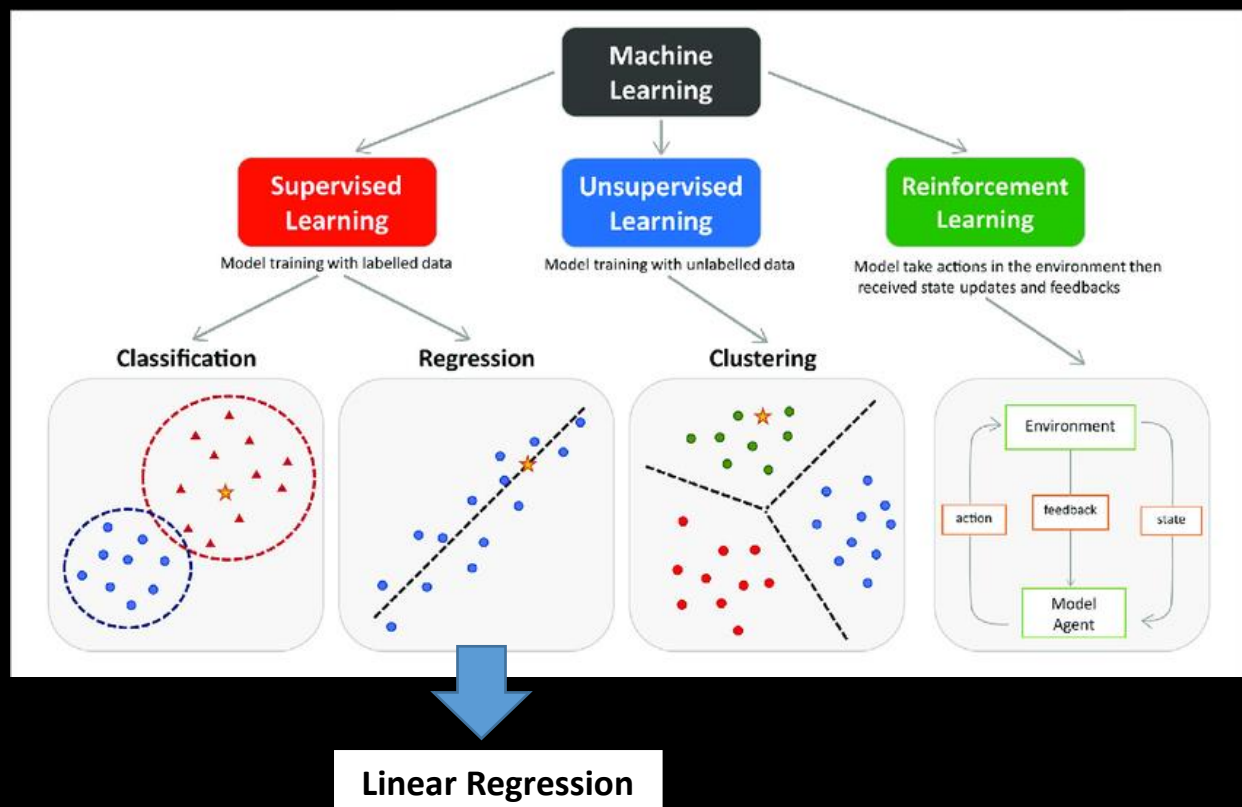 Machine
Learning
Supervised
Learning
Unsupervised
Learning
Reinforcement
Learning
Model training with labelled data
Model training with unlabelled data
Model take actions in the environment then
received state updates and feedbacks
Classification
Regression
Clustering
Environment
action
feedback
state
Model
Agent
Linear Regression